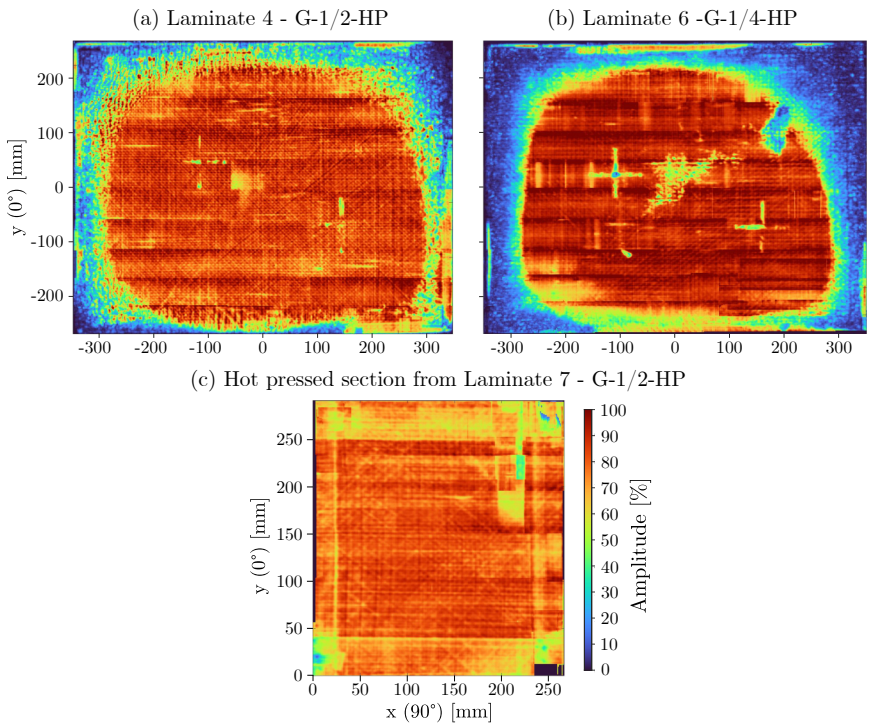 (a) Laminate 4 - G-1/2-HP
(b) Laminate 6 -G-1/4-HP
200
100
0
-100
-200
y (0°) [mm]
-300 -200 -100 0 100 200 300
-300 -200 -100 0 100 200 300
(c) Hot pressed section from Laminate 7 - G-1/2-HP
250
200
150
100
50
0
y (0°) [mm]
0 50 100 150 200 250
x (90°) [mm]
100
90
80
70
60
50
40
30
20
10
0
Amplitude [%]